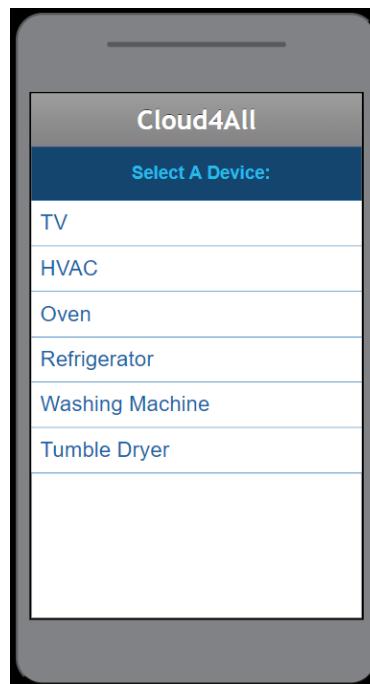 Cloud4All
Select A Device:
TV
HVAC
Oven
Refrigerator
Washing Machine
Tumble Dryer